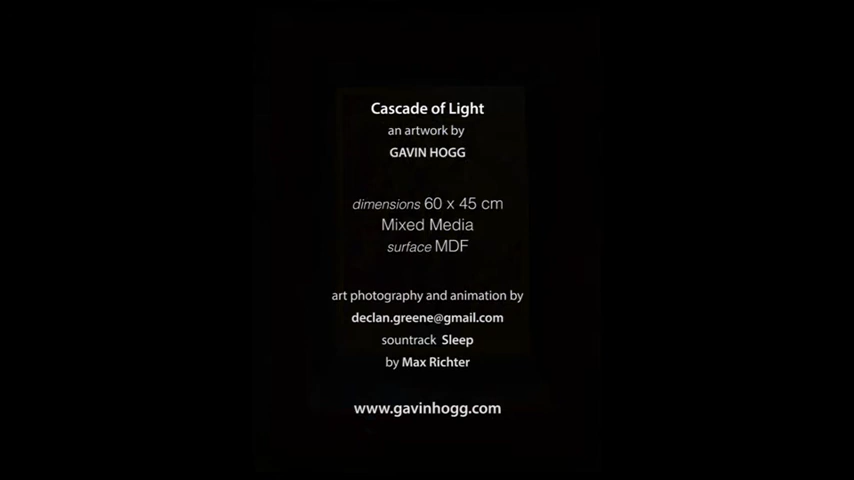 Cascade of Light
an artwork by
GAVIN HOGG
dimensions 60 x 45 cm
Mixed Media
surface MDF
art photography and animation by
declan.greene@gmail.com
sountrack Sleep
by Max Richter
www.gavinhogg.com